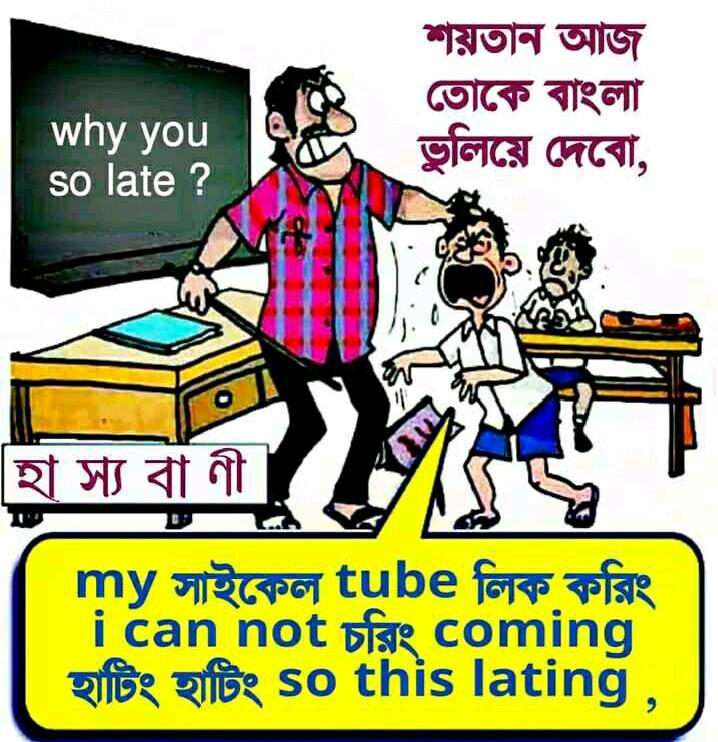 why you
so late ?
শয়তান আজ
তোকে বাংলা
ভুলিয়ে দেবো,
হা স্য বা ণী
my সাইকেল tube লিক করিং
i can not চরিং coming
হাটিং হাটিং so this lating ,